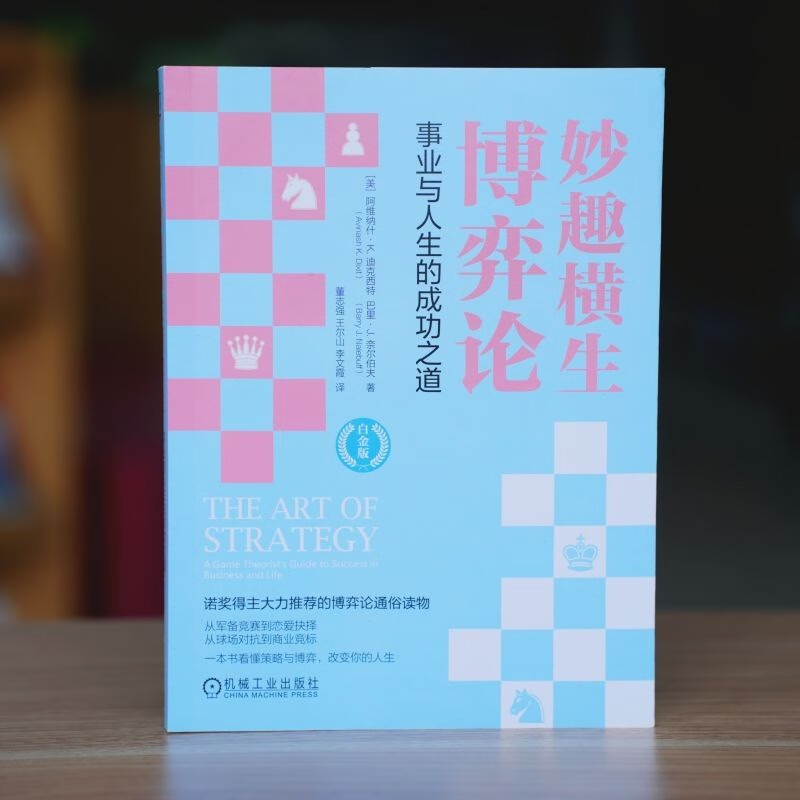 妙趣横生
博弈论
事业与人生的成功之道
[美] 阿维纳什·K. 迪克西特 巴里·J. 奈尔伯夫 著
(Avinash K. Dixit) (Barry J. Nalebuff)
董志强 王尔山 李文霞 译
白金版
THE ART OF
STRATEGY
A Game Theorist's Guide to Success in
Business and Life
诺奖得主大力推荐的博弈论通俗读物
从军备竞赛到恋爱抉择
从球场对抗到商业竞标
一本书看懂策略与博弈,改变你的人生
机械工业出版社
CHINA MACHINE PRESS